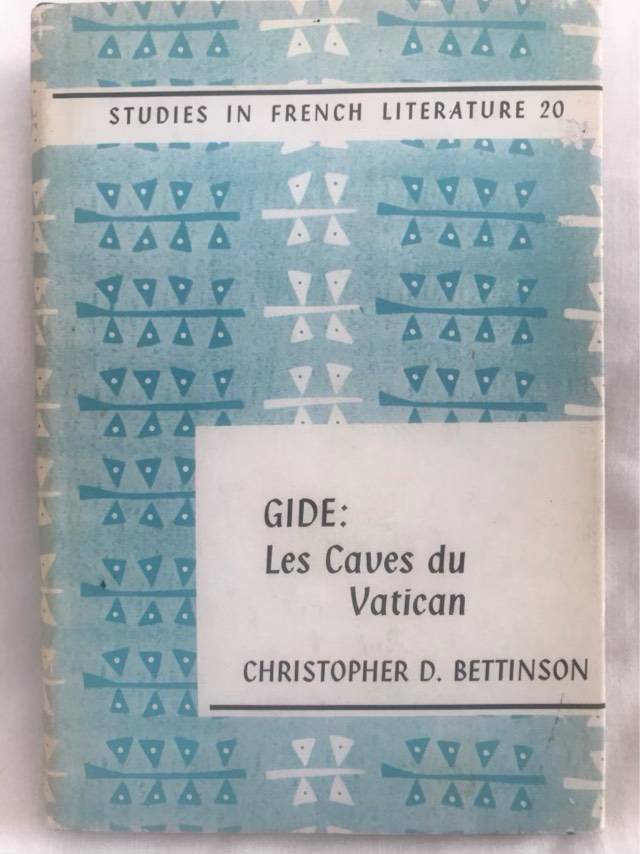 STUDIES IN FRENCH LITERATURE 20
GIDE:
Les Caves du
Vatican
CHRISTOPHER D. BETTINSON